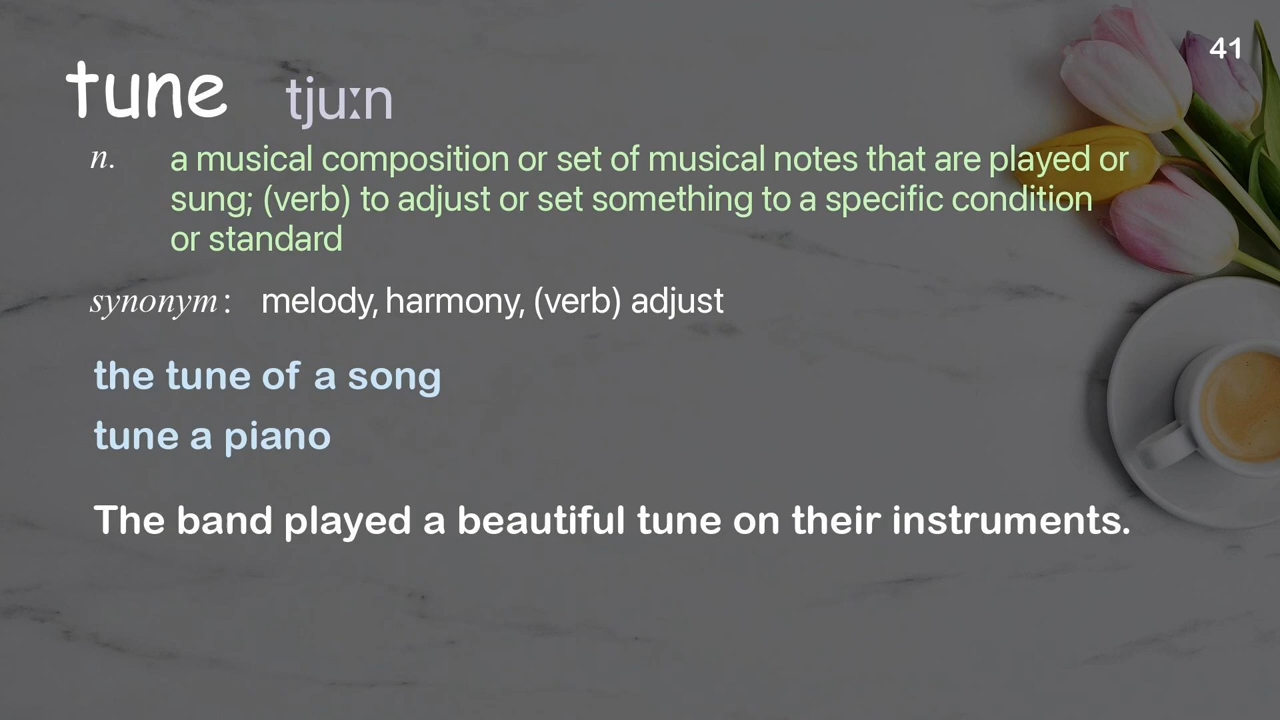 41
tune tjuːn
n. a musical composition or set of musical notes that are played or
sung; (verb) to adjust or set something to a specific condition
or standard
synonym: melody, harmony, (verb) adjust
the tune of a song
tune a piano
The band played a beautiful tune on their instruments.